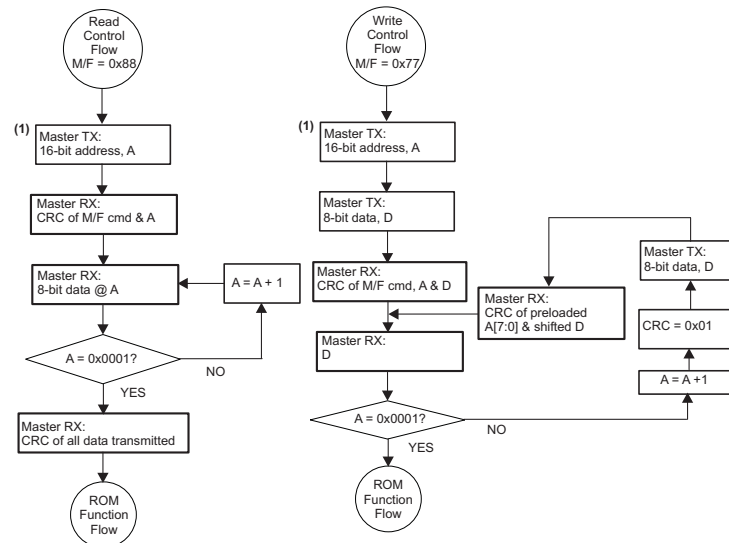 Read
Control
Flow
M/F = 0x88
(1)
Master TX:
16-bit address, A
Master RX:
CRC of M/F cmd & A
Master RX:
8-bit data @ A
A = A + 1
A = 0x0001?
NO
YES
Master RX:
CRC of all data transmitted
ROM
Function
Flow
Write
Control
Flow
M/F = 0x77
(1)
Master TX:
16-bit address, A
Master TX:
8-bit data, D
Master RX:
CRC of M/F cmd, A & D
Master RX:
D
A = 0x0001?
NO
YES
ROM
Function
Flow
A = A +1
CRC = 0x01
Master TX:
8-bit data, D
Master RX:
CRC of preloaded
A[7:0] & shifted D